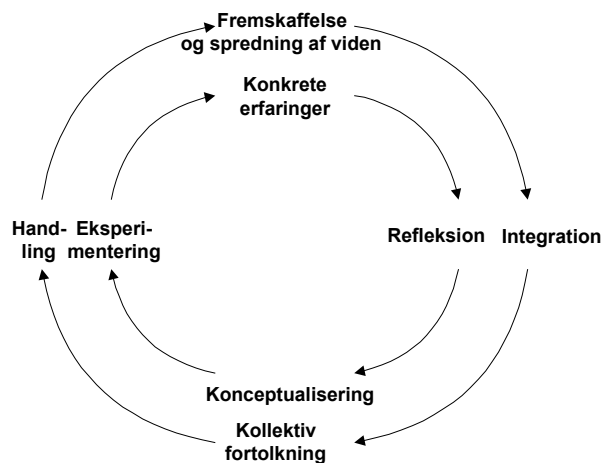 Fremskaffelse
og spredning af viden
Konkrete
erfaringer
Hand-
ling
Eksperi-
mentering
Refleksion
Integration
Konceptualisering
Kollektiv
fortolkning